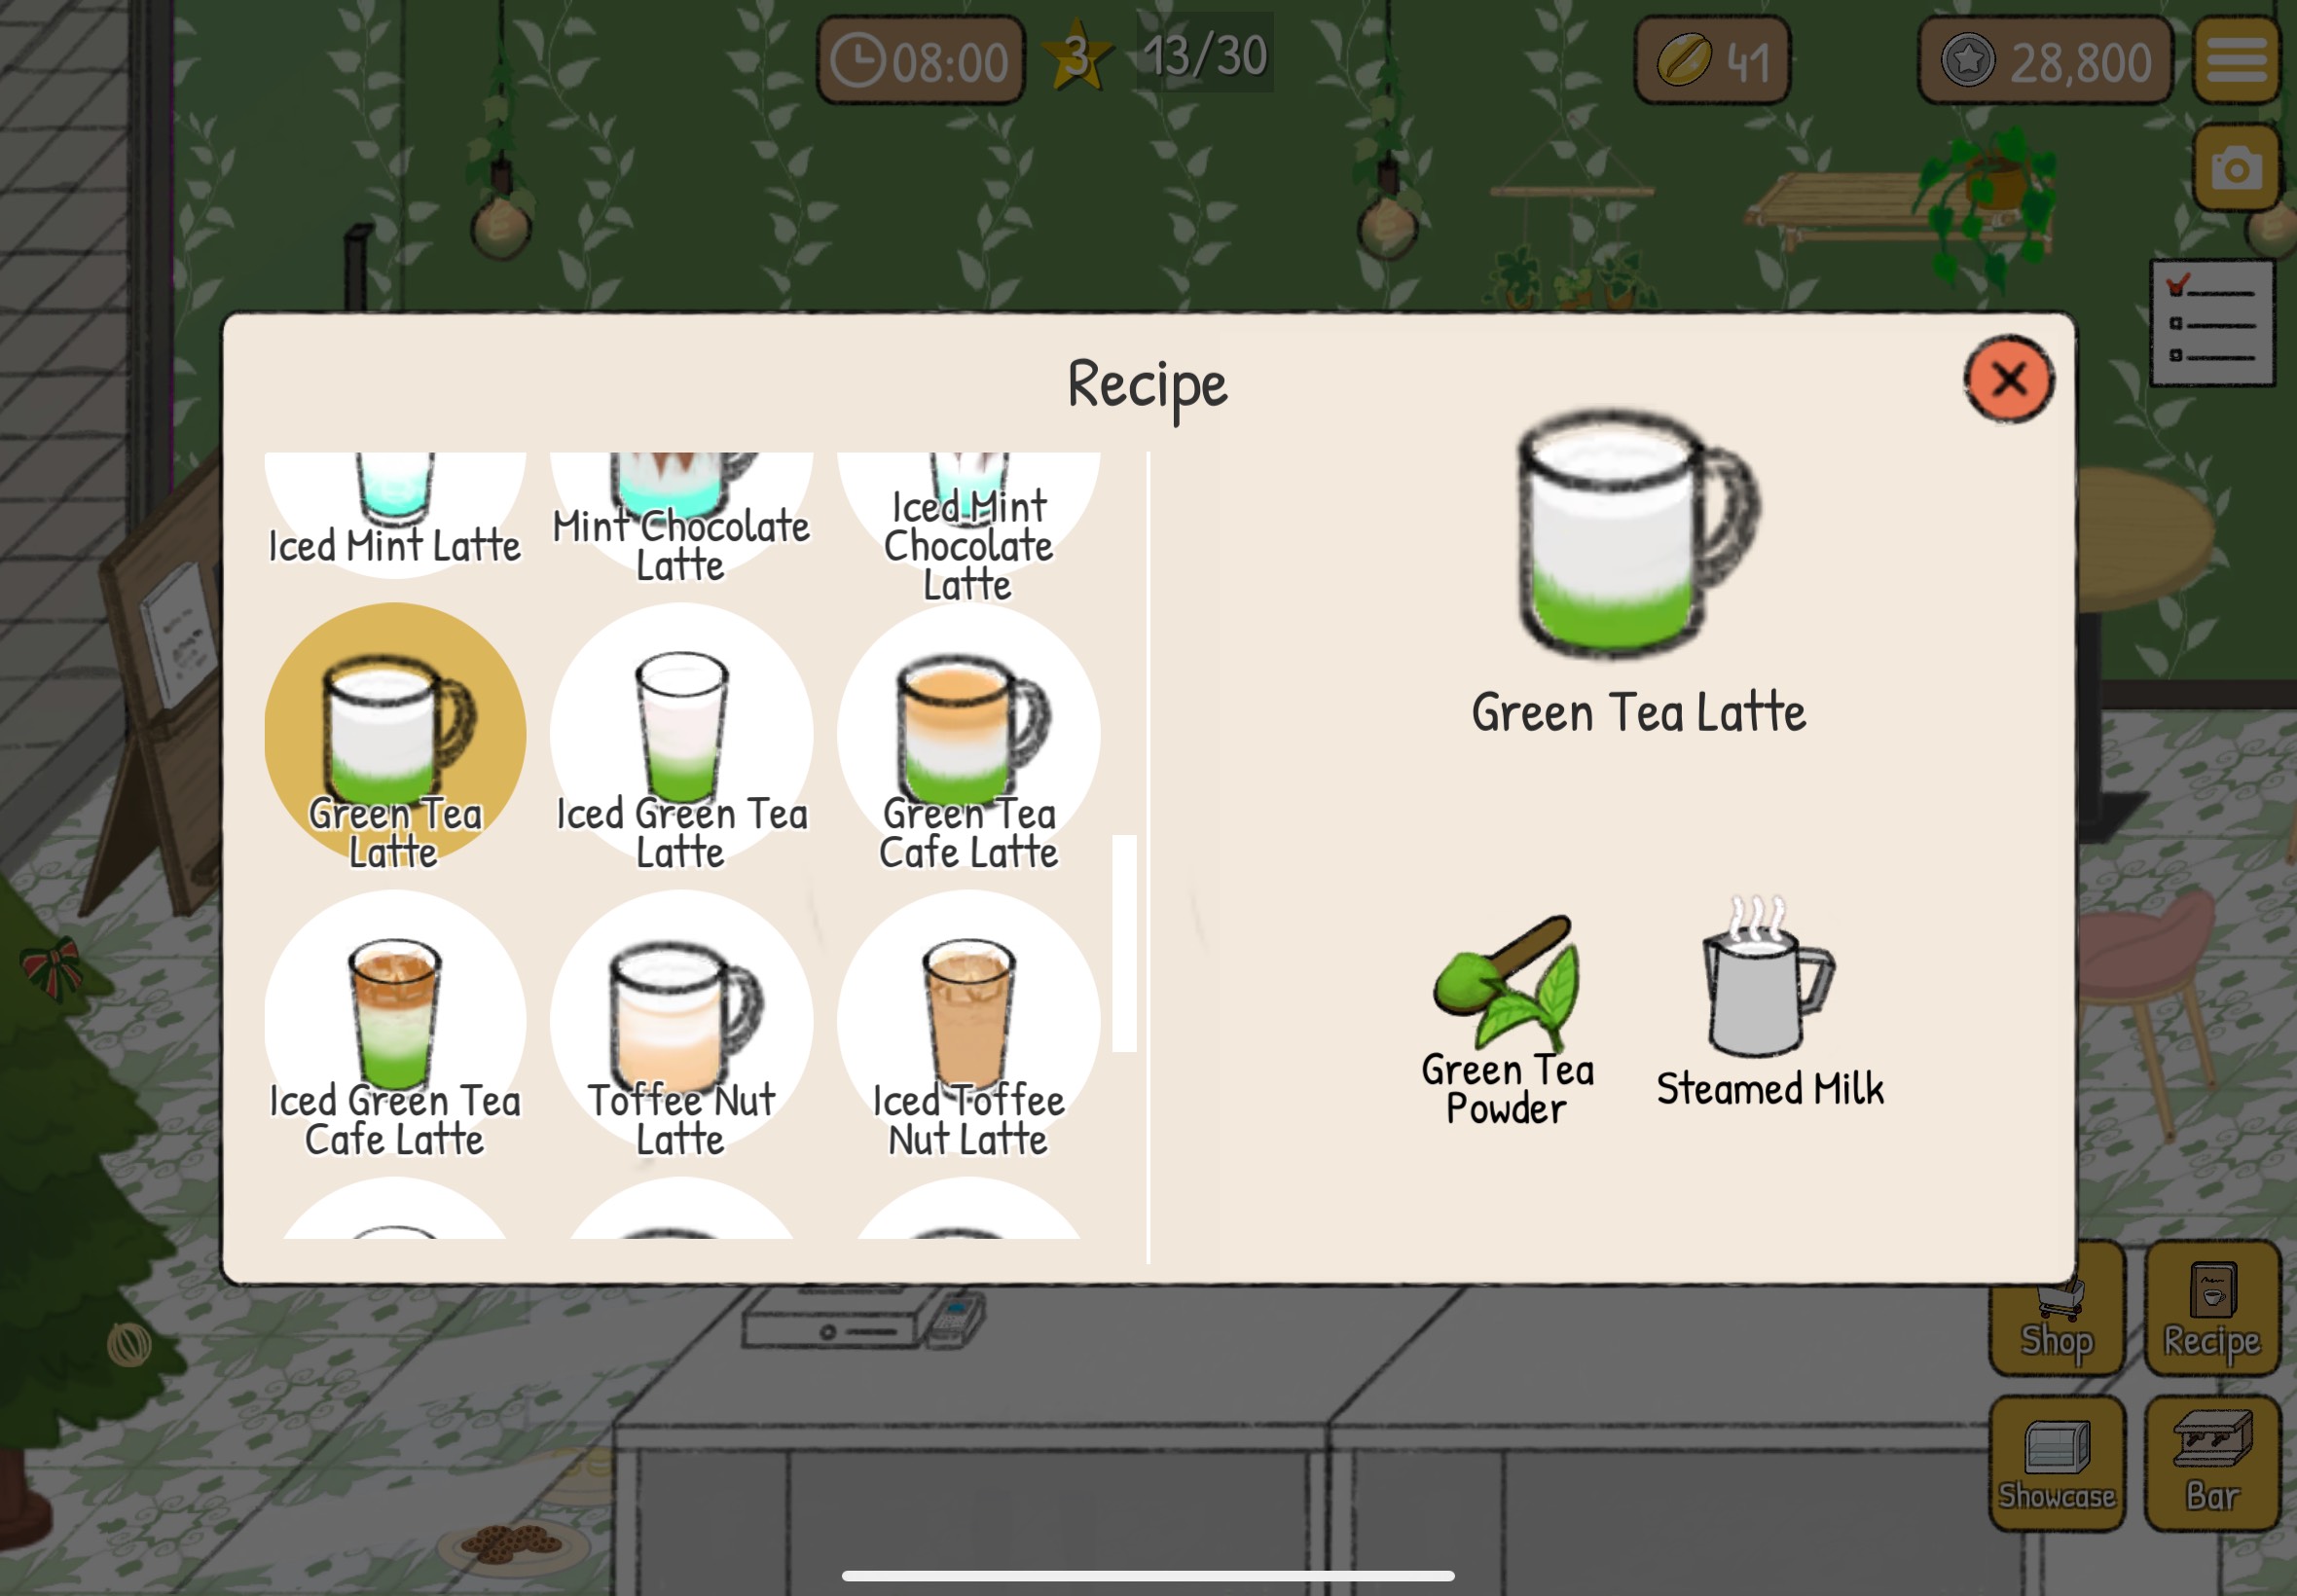 08:00
3
13/30
41
28,800
Recipe
Iced Mint Latte
Mint Chocolate
Latte
Iced Mint
Chocolate
Latte
Green Tea
Latte
Iced Green Tea
Latte
Green Tea
Cafe Latte
Iced Green Tea
Cafe Latte
Toffee Nut
Latte
Iced Toffee
Nut Latte
Green Tea Latte
Green Tea
Powder
Steamed Milk
Shop
Recipe
Showcase
Bar